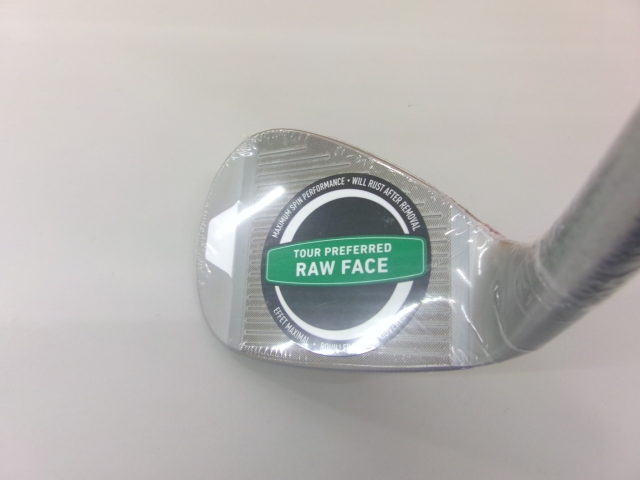 MAXIMUM SPIN PERFORMANCE • WILL RUST AFTER REMOVAL
TOUR PREFERRED
RAW FACE
EFFET MAXIMAL •